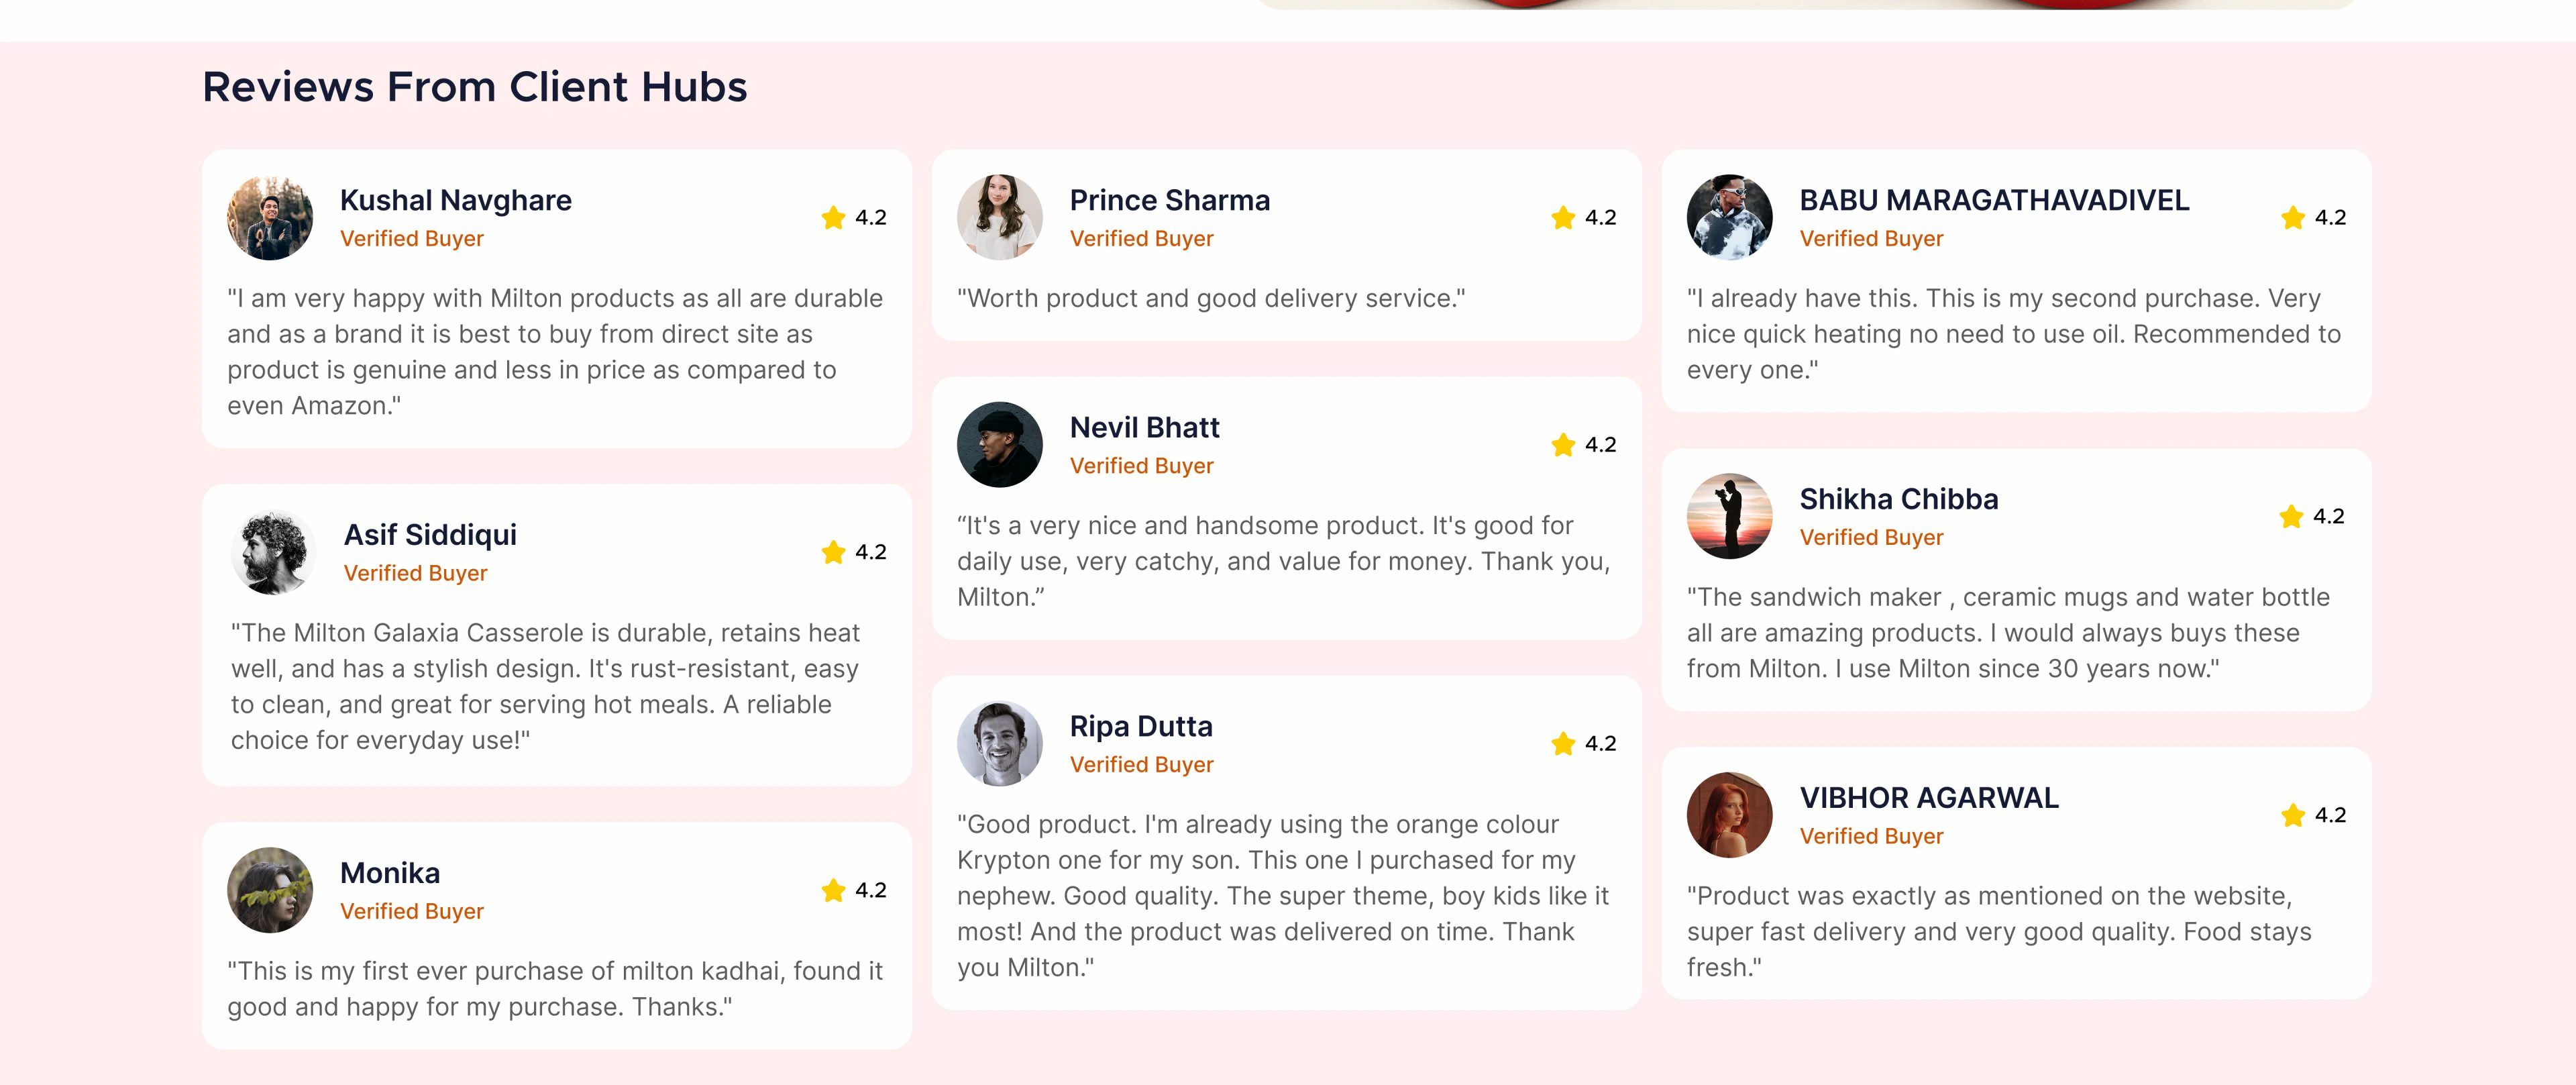 Reviews From Client Hubs
Kushal Navghare
Verified Buyer
4.2
"I am very happy with Milton products as all are durable
and as a brand it is best to buy from direct site as
product is genuine and less in price as compared to
even Amazon."
Asif Siddiqui
Verified Buyer
4.2
"The Milton Galaxia Casserole is durable, retains heat
well, and has a stylish design. It's rust-resistant, easy
to clean, and great for serving hot meals. A reliable
choice for everyday use!"
Monika
Verified Buyer
4.2
"This is my first ever purchase of milton kadhai, found it
good and happy for my purchase. Thanks."
Prince Sharma
Verified Buyer
4.2
"Worth product and good delivery service."
Nevil Bhatt
Verified Buyer
4.2
“It's a very nice and handsome product. It's good for
daily use, very catchy, and value for money. Thank you,
Milton.”
Ripa Dutta
Verified Buyer
4.2
"Good product. I'm already using the orange colour
Krypton one for my son. This one I purchased for my
nephew. Good quality. The super theme, boy kids like it
most! And the product was delivered on time. Thank
you Milton."
BABU MARAGATHAVADIVEL
Verified Buyer
4.2
"I already have this. This is my second purchase. Very
nice quick heating no need to use oil. Recommended to
every one."
Shikha Chibba
Verified Buyer
4.2
"The sandwich maker , ceramic mugs and water bottle
all are amazing products. I would always buys these
from Milton. I use Milton since 30 years now."
VIBHOR AGARWAL
Verified Buyer
4.2
"Product was exactly as mentioned on the website,
super fast delivery and very good quality. Food stays
fresh."